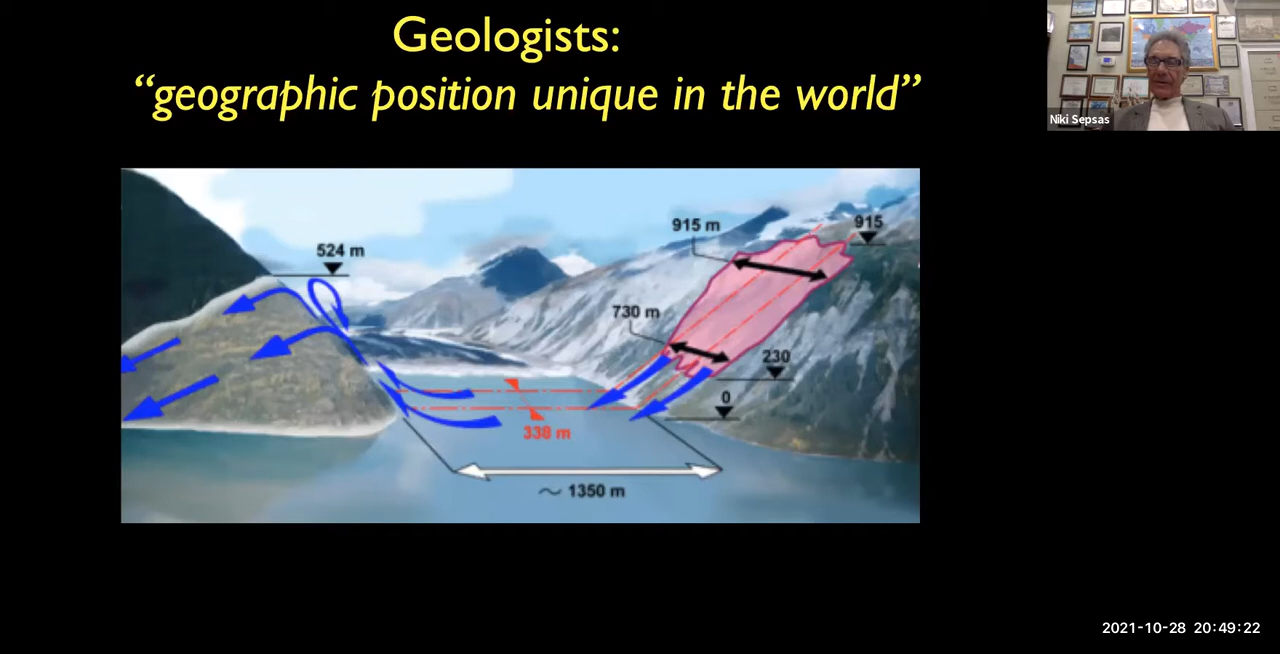 Geologists:
“geographic position unique in the world”
Niki Sepsas
524 m
915 m
915
730 m
230
0
338 m
~ 1350 m
2021-10-28 20:49:22